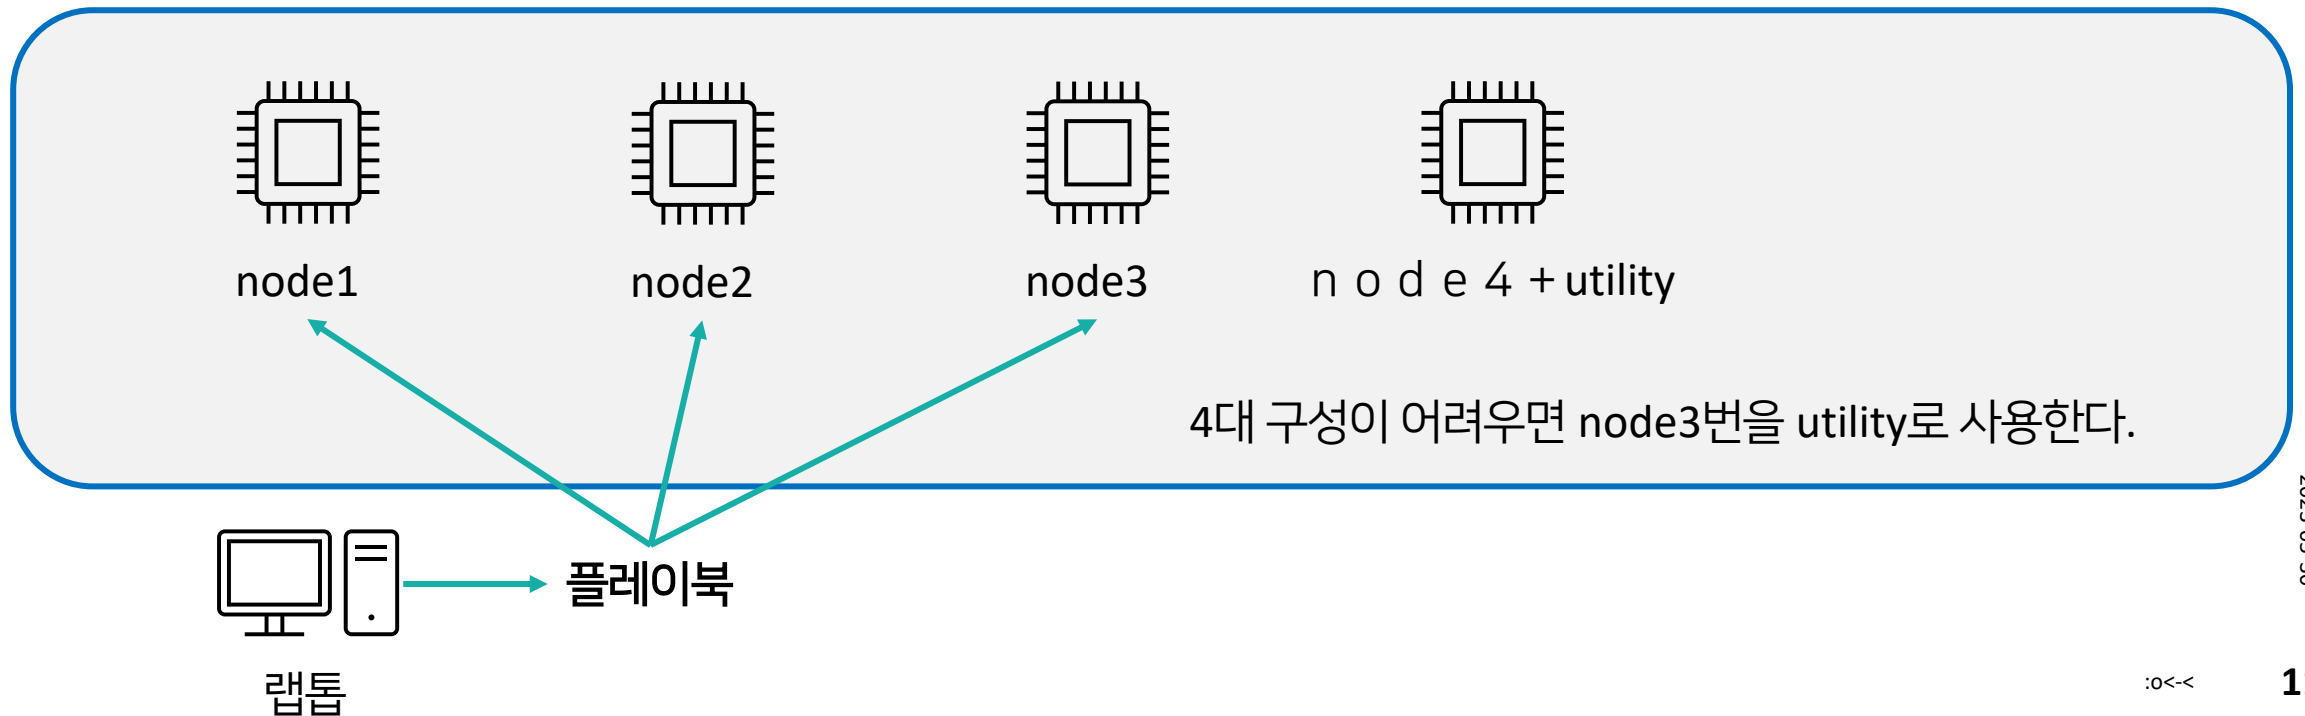 node1
node2
node3
ｎｏｄｅ４+utility
4대 구성이 어려우면 node3번을 utility로 사용한다.
플레이북
랩톱
:o<-<